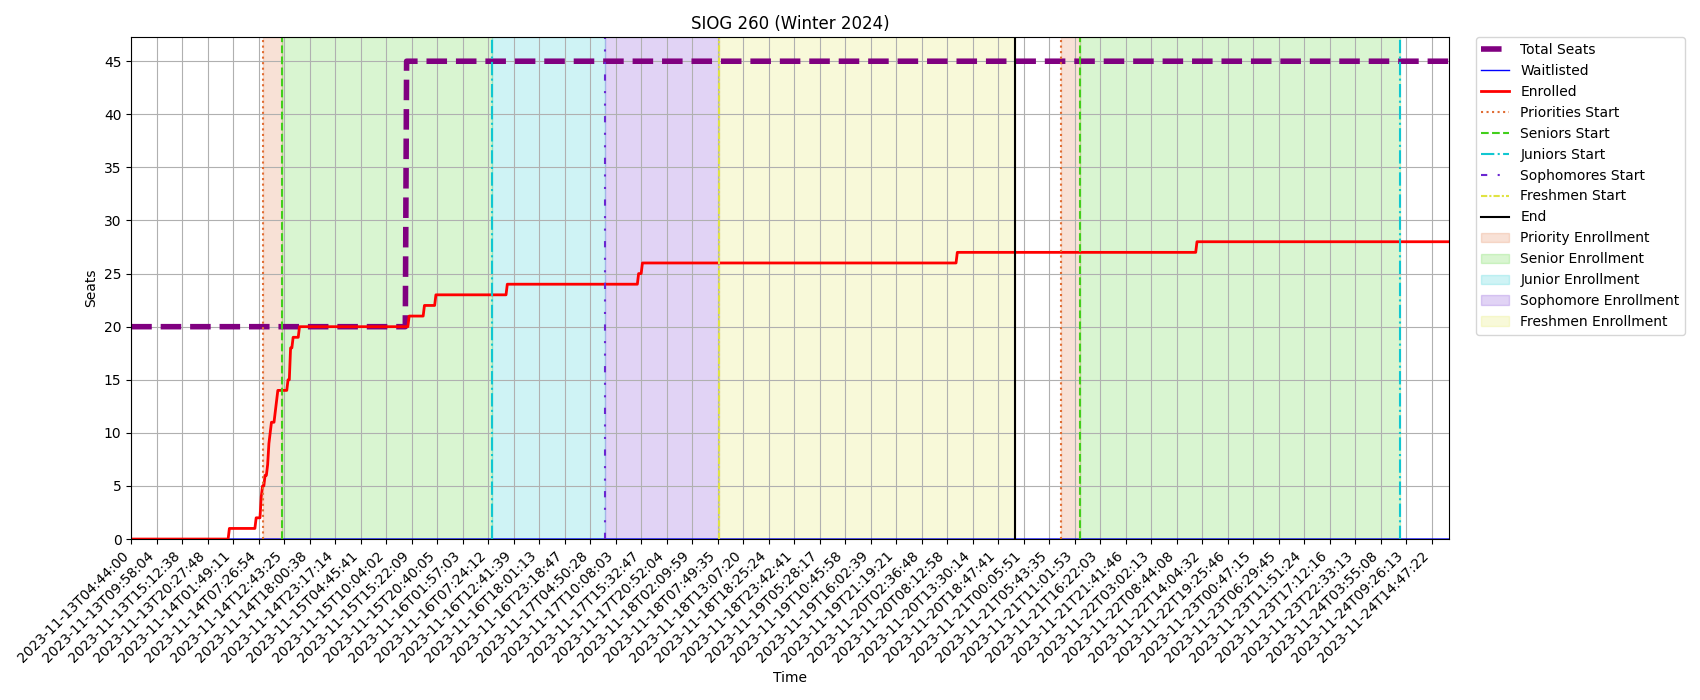 SIOG 260 (Winter 2024)
Seats
45
40
35
30
25
20
15
10
5
0
2023-11-13T04:44:00
2023-11-13T09:58:04
2023-11-13T15:12:38
2023-11-13T20:27:48
2023-11-14T01:49:11
2023-11-14T07:26:54
2023-11-14T12:43:25
2023-11-14T18:00:38
2023-11-14T23:17:14
2023-11-15T04:45:41
2023-11-15T10:04:02
2023-11-15T15:22:09
2023-11-15T20:40:05
2023-11-16T01:57:03
2023-11-16T07:24:12
2023-11-16T12:41:39
2023-11-16T18:01:13
2023-11-16T23:18:47
2023-11-17T04:50:28
2023-11-17T10:08:03
2023-11-17T15:32:47
2023-11-17T20:52:04
2023-11-18T02:09:59
2023-11-18T07:49:35
2023-11-18T13:07:20
2023-11-18T18:25:24
2023-11-18T23:42:41
2023-11-19T05:28:17
2023-11-19T10:45:58
2023-11-19T16:02:39
2023-11-19T21:19:21
2023-11-20T02:36:48
2023-11-20T08:12:58
2023-11-20T13:30:14
2023-11-20T18:47:41
2023-11-21T00:05:51
2023-11-21T05:43:35
2023-11-21T11:01:53
2023-11-21T16:22:03
2023-11-21T21:41:46
2023-11-22T03:02:13
2023-11-22T08:44:08
2023-11-22T14:04:32
2023-11-22T19:25:46
2023-11-23T00:47:15
2023-11-23T06:29:45
2023-11-23T11:51:24
2023-11-23T17:12:16
2023-11-23T22:33:13
2023-11-24T03:55:08
2023-11-24T09:26:13
2023-11-24T14:47:22
Time
Total Seats
Waitlisted
Enrolled
Priorities Start
Seniors Start
Juniors Start
Sophomores Start
Freshmen Start
End
Priority Enrollment
Senior Enrollment
Junior Enrollment
Sophomore Enrollment
Freshmen Enrollment